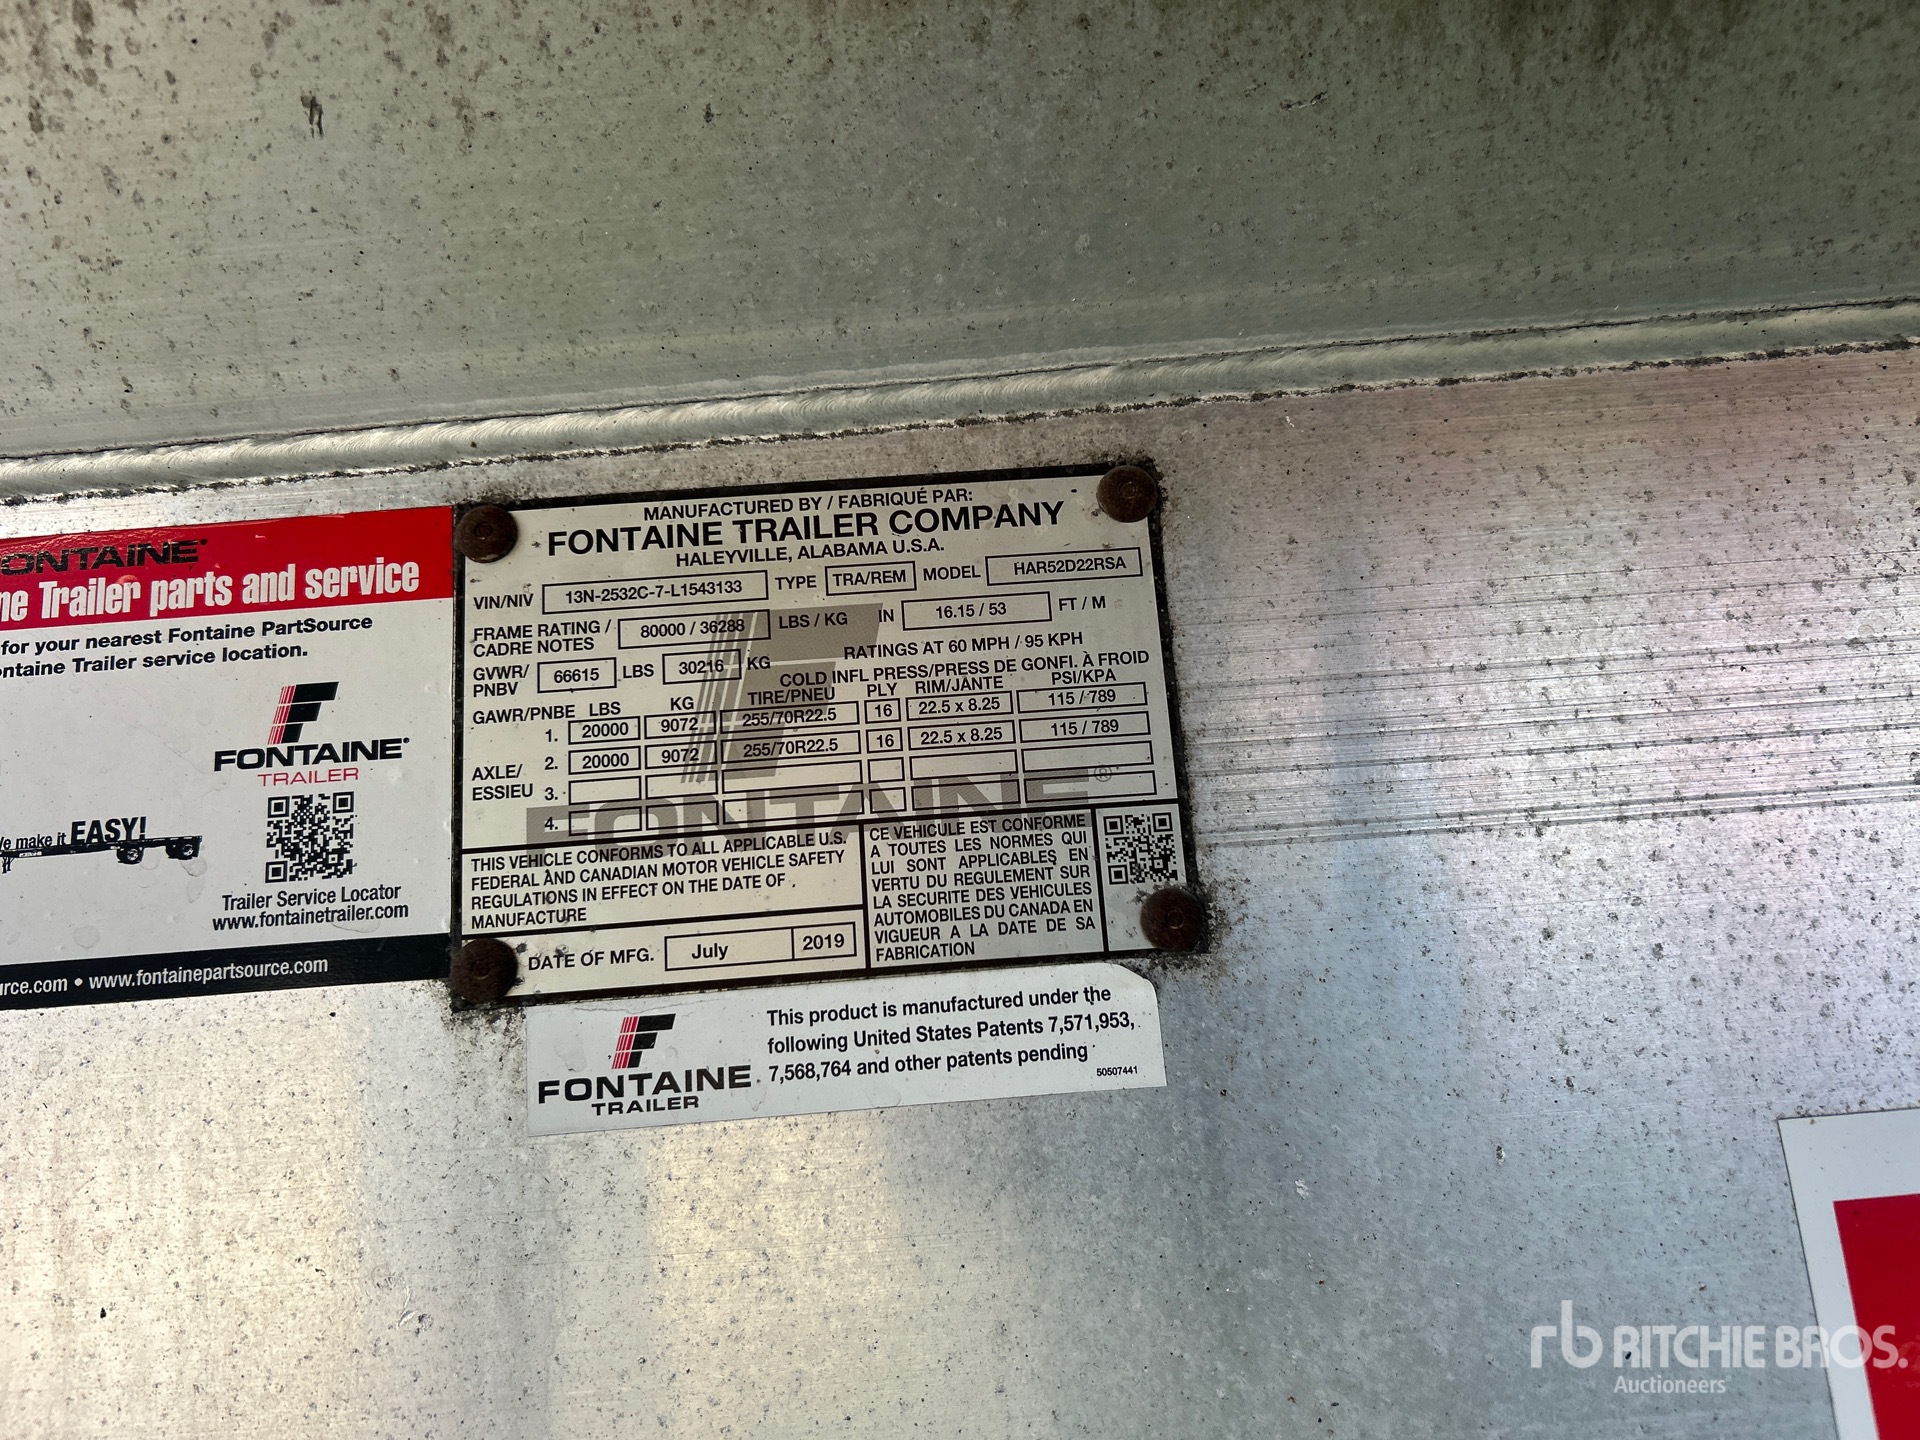 ONTAINE®
ne Trailer parts and service
for your nearest Fontaine PartSource
ontaine Trailer service location.
FONTAINE®
TRAILER
We make it EASY!
Trailer Service Locator
www.fontainetrailer.com
rce.com • www.fontainepartsource.com
MANUFACTURED BY / FABRIQUÉ PAR:
FONTAINE TRAILER COMPANY
HALEYVILLE, ALABAMA U.S.A.
VIN/NIV 13N-2532C-7-L1543133 TYPE TRA/REM MODEL HAR52D22RSA
FRAME RATING / CADRE NOTES 80000 / 36288 LBS / KG IN 16.15 / 53 FT / M
GVWR/ PNBV 66615 LBS 30216 KG RATINGS AT 60 MPH / 95 KPH
COLD INFL PRESS/PRESS DE GONFI. À FROID
GAWR/PNBE LBS KG TIRE/PNEU PLY RIM/JANTE PSI/KPA
1. 20000 9072 255/70R22.5 16 22.5 x 8.25 115 / 789
AXLE/ ESSIEU 2. 20000 9072 255/70R22.5 16 22.5 x 8.25 115 / 789
3.
4.
FONTAINE®
THIS VEHICLE CONFORMS TO ALL APPLICABLE U.S.
FEDERAL AND CANADIAN MOTOR VEHICLE SAFETY
REGULATIONS IN EFFECT ON THE DATE OF
MANUFACTURE
DATE OF MFG. July 2019
CE VEHICULE EST CONFORME
A TOUTES LES NORMES QUI
LUI SONT APPLICABLES EN
VERTU DU REGULEMENT SUR
LA SECURITE DES VEHICULES
AUTOMOBILES DU CANADA EN
VIGUEUR A LA DATE DE SA
FABRICATION
FONTAINE
TRAILER
This product is manufactured under the
following United States Patents 7,571,953,
7,568,764 and other patents pending
50507441
rb RITCHIE BROS.
Auctioneers